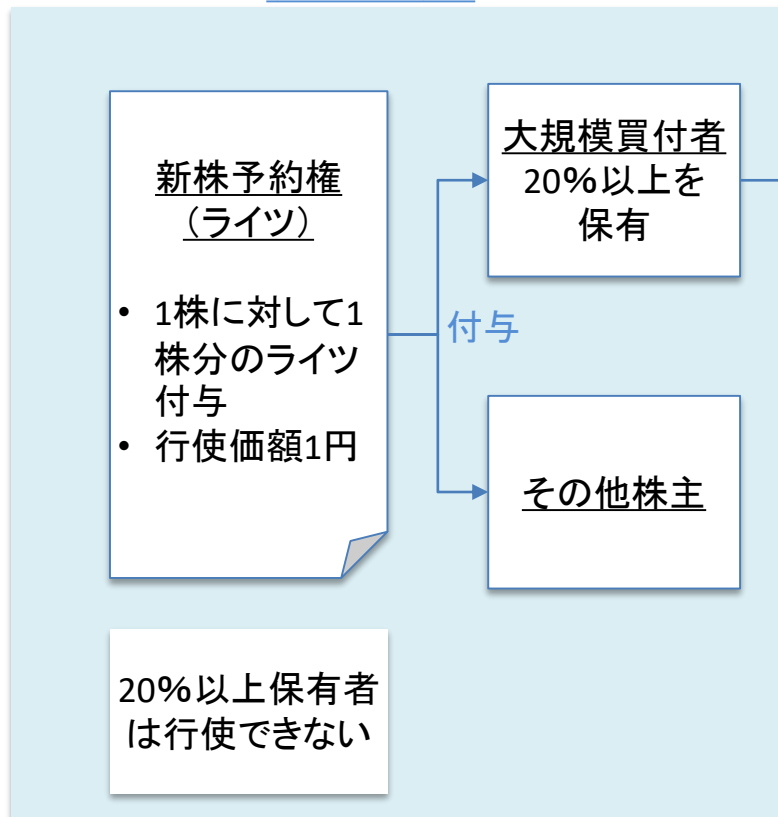 新株予約権
（ライツ）
• 1株に対して1
株分のライツ
付与
• 行使価額1円
付与
大規模買付者
20%以上を
保有
その他株主
20%以上保有者
は行使できない